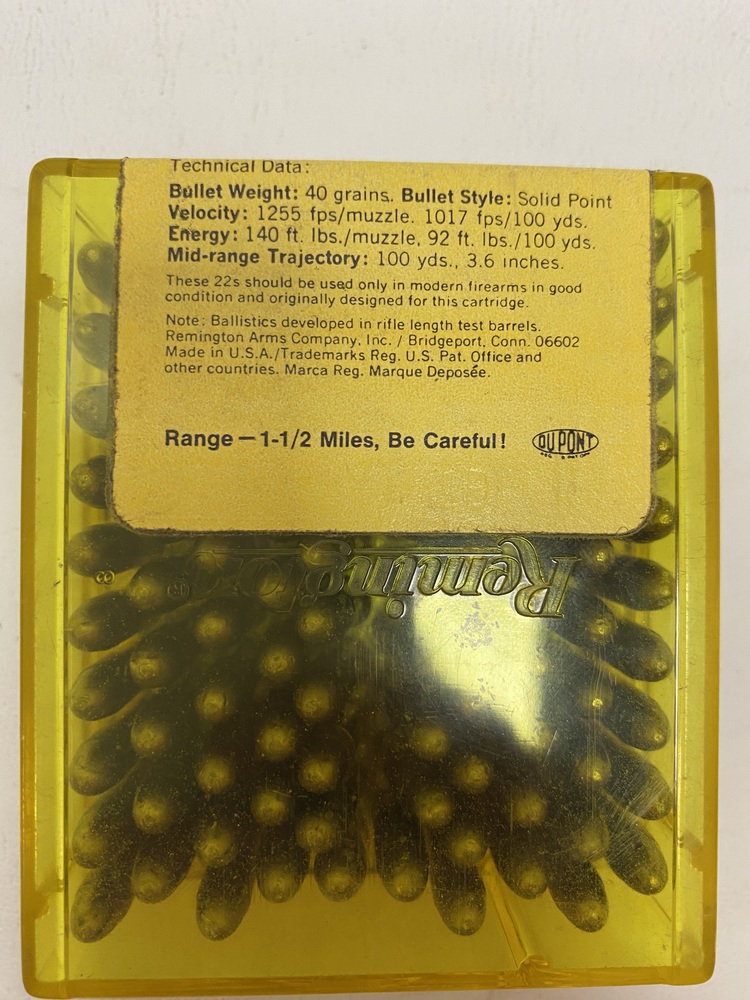 Technical Data:
Bullet Weight: 40 grains. Bullet Style: Solid Point
Velocity: 1255 fps/muzzle. 1017 fps/100 yds.
Energy: 140 ft. lbs./muzzle, 92 ft. lbs./100 yds.
Mid-range Trajectory: 100 yds., 3.6 inches.
These 22s should be used only in modern firearms in good
condition and originally designed for this cartridge.
Note: Ballistics developed in rifle length test barrels.
Remington Arms Company, Inc. / Bridgeport, Conn. 06602
Made in U.S.A./Trademarks Reg. U.S. Pat. Office and
other countries. Marca Reg. Marque Deposée.
Range—1-1/2 Miles, Be Careful!
DU PONT
Remington
8